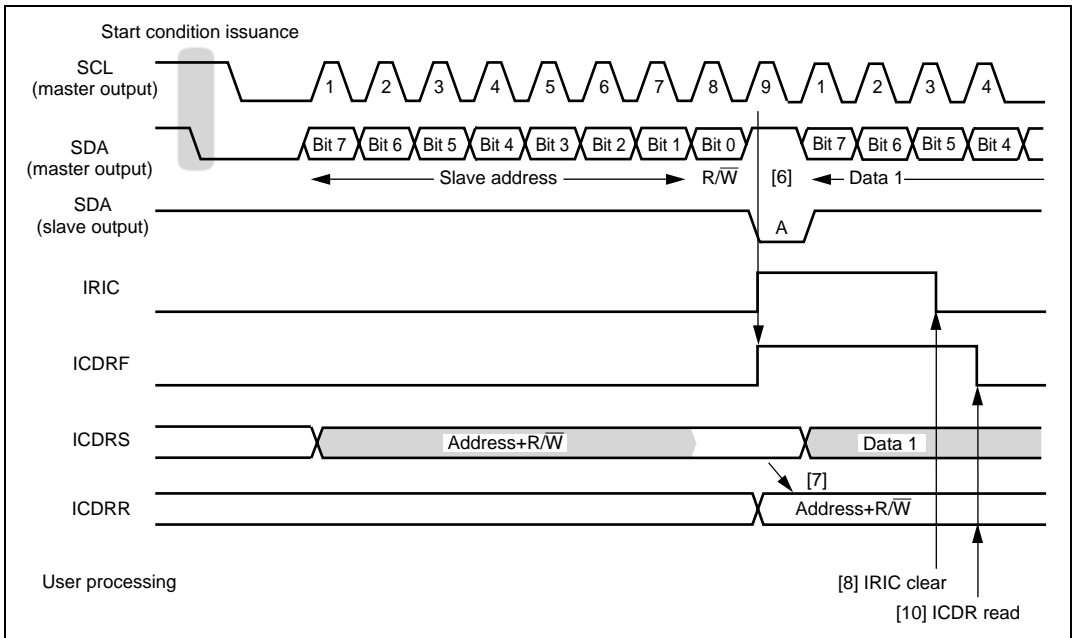 Start condition issuance
SCL
(master output)
1 2 3 4 5 6 7 8 9 1 2 3 4
SDA
(master output)
Bit 7 Bit 6 Bit 5 Bit 4 Bit 3 Bit 2 Bit 1 Bit 0 Bit 7 Bit 6 Bit 5 Bit 4
Slave address R/W̅ [6] Data 1
SDA
(slave output)
A
IRIC
ICDRF
ICDRS
Address+R/W̅ Data 1
[7]
ICDRR
Address+R/W̅
User processing
[8] IRIC clear
[10] ICDR read